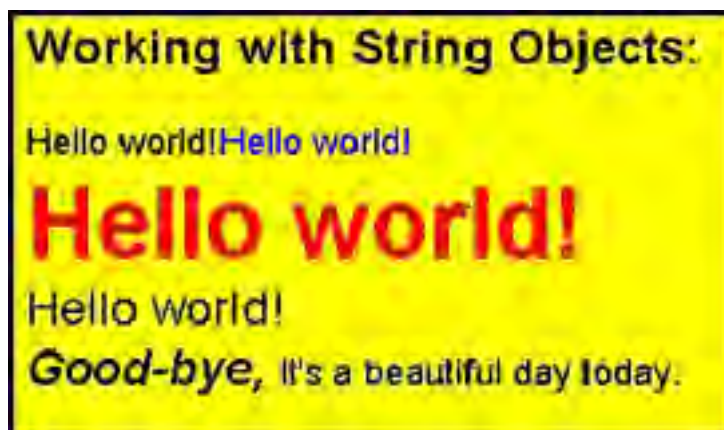 Working with String Objects:
Hello world!Hello world!
Hello world!
Hello world!
Good-bye, It's a beautiful day today.